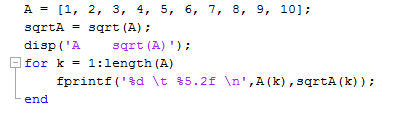 A = [1, 2, 3, 4, 5, 6, 7, 8, 9, 10];
sqrtA = sqrt(A);
disp('A    sqrt(A)');
for k = 1:length(A)
    fprintf('%d \t %5.2f \n',A(k),sqrtA(k));
end